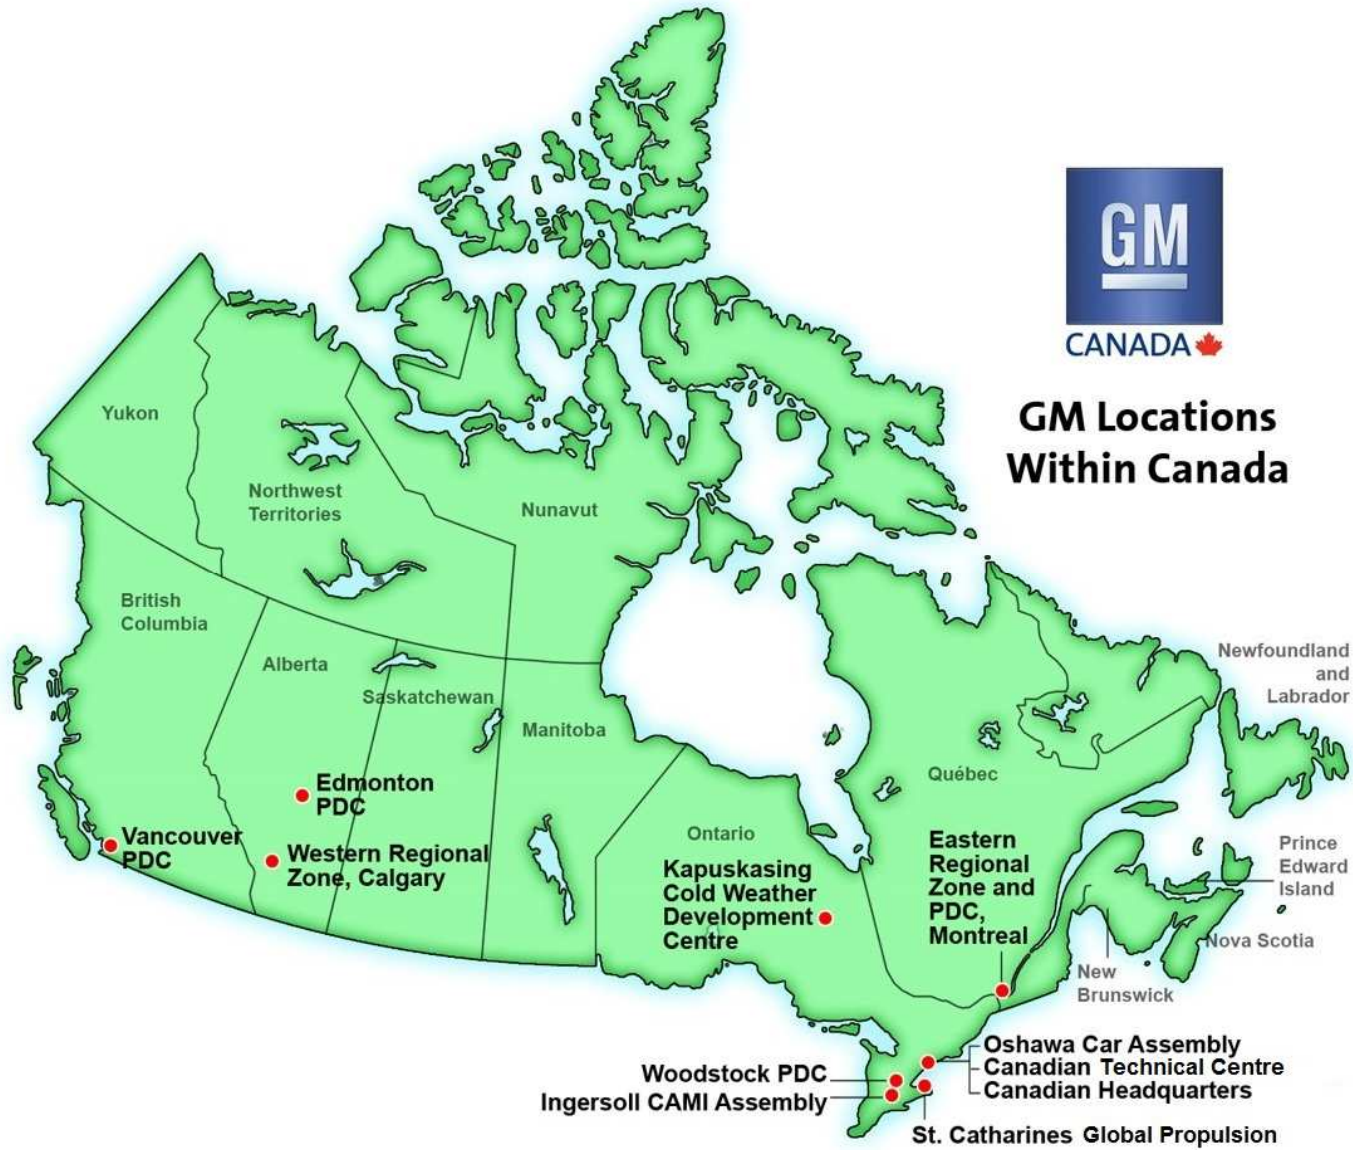 GM
CANADA
GM Locations
Within Canada
Yukon
Northwest
Territories
Nunavut
British
Columbia
Alberta
Saskatchewan
Manitoba
Newfoundland
and
Labrador
Québec
Ontario
Prince
Edward
Island
Nova Scotia
New
Brunswick
Edmonton
PDC
Vancouver
PDC
Western Regional
Zone, Calgary
Kapuskasing
Cold Weather
Development
Centre
Eastern
Regional
Zone and
PDC,
Montreal
Oshawa Car Assembly
Canadian Technical Centre
Canadian Headquarters
Woodstock PDC
Ingersoll CAMI Assembly
St. Catharines Global Propulsion